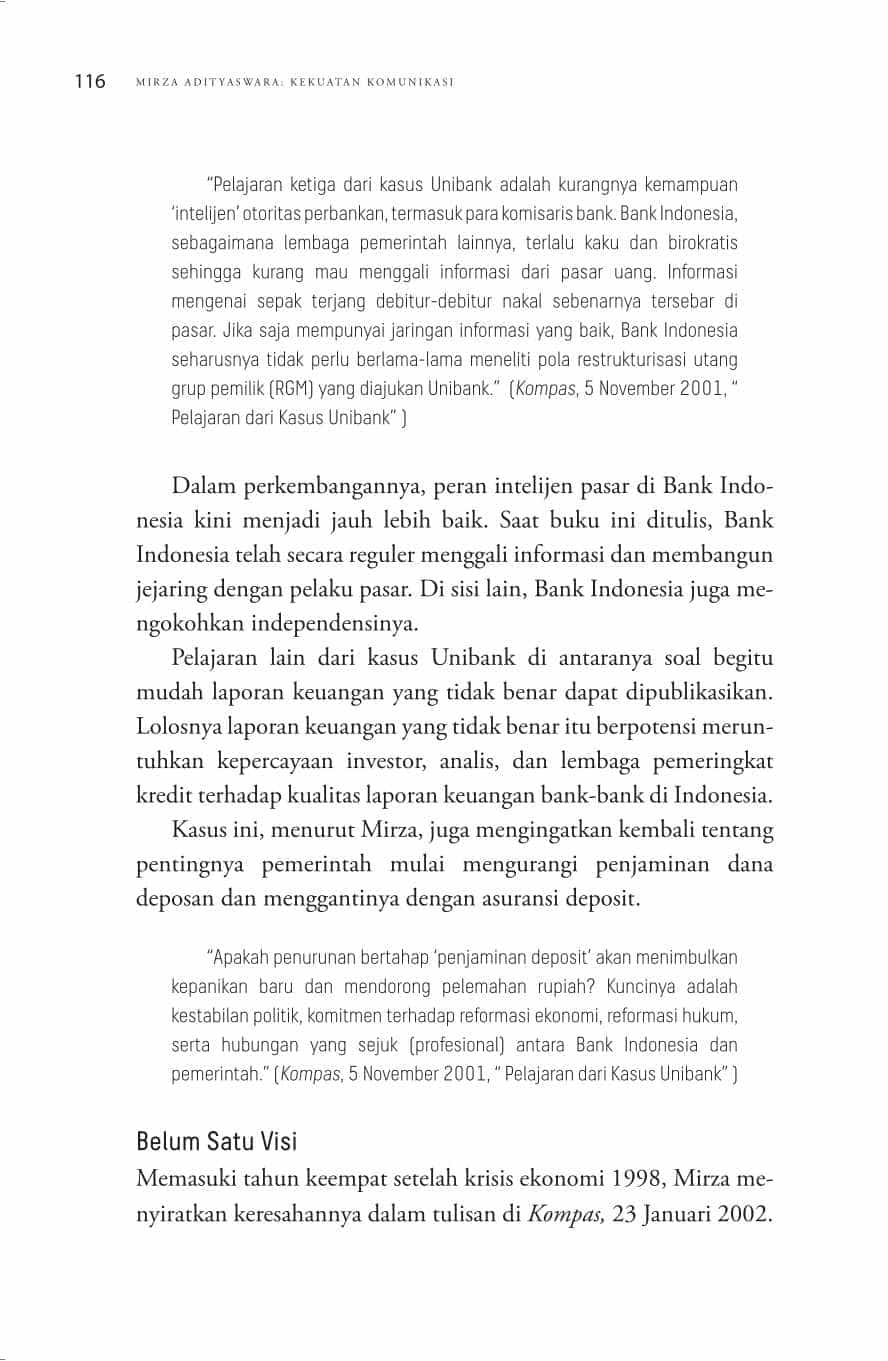 116 MIRZA ADITYASWARA: KEKUATAN KOMUNIKASI
“Pelajaran ketiga dari kasus Unibank adalah kurangnya kemampuan
‘intelijen’ otoritas perbankan, termasuk para komisaris bank. Bank Indonesia,
sebagaimana lembaga pemerintah lainnya, terlalu kaku dan birokratis
sehingga kurang mau menggali informasi dari pasar uang. Informasi
mengenai sepak terjang debitur-debitur nakal sebenarnya tersebar di
pasar. Jika saja mempunyai jaringan informasi yang baik, Bank Indonesia
seharusnya tidak perlu berlama-lama meneliti pola restrukturisasi utang
grup pemilik (RGM) yang diajukan Unibank.” (Kompas, 5 November 2001, “
Pelajaran dari Kasus Unibank” )
Dalam perkembangannya, peran intelijen pasar di Bank Indo-
nesia kini menjadi jauh lebih baik. Saat buku ini ditulis, Bank
Indonesia telah secara reguler menggali informasi dan membangun
jejaring dengan pelaku pasar. Di sisi lain, Bank Indonesia juga me-
ngokohkan independensinya.
Pelajaran lain dari kasus Unibank di antaranya soal begitu
mudah laporan keuangan yang tidak benar dapat dipublikasikan.
Lolosnya laporan keuangan yang tidak benar itu berpotensi merun-
tuhkan kepercayaan investor, analis, dan lembaga pemeringkat
kredit terhadap kualitas laporan keuangan bank-bank di Indonesia.
Kasus ini, menurut Mirza, juga mengingatkan kembali tentang
pentingnya pemerintah mulai mengurangi penjaminan dana
deposan dan menggantinya dengan asuransi deposit.
“Apakah penurunan bertahap ‘penjaminan deposit’ akan menimbulkan
kepanikan baru dan mendorong pelemahan rupiah? Kuncinya adalah
kestabilan politik, komitmen terhadap reformasi ekonomi, reformasi hukum,
serta hubungan yang sejuk (profesional) antara Bank Indonesia dan
pemerintah.” (Kompas, 5 November 2001, “ Pelajaran dari Kasus Unibank” )
Belum Satu Visi
Memasuki tahun keempat setelah krisis ekonomi 1998, Mirza me-
nyiratkan keresahannya dalam tulisan di Kompas, 23 Januari 2002.